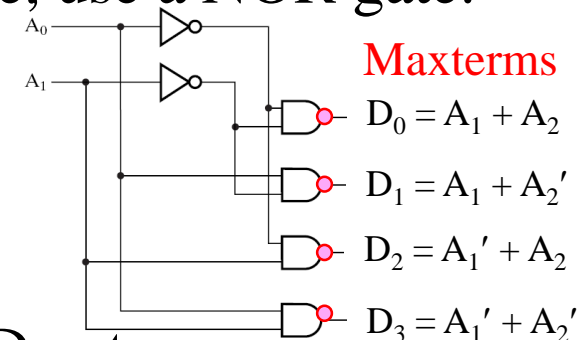 e, use a NOR gate.
A₀
Maxterms
A₁
D₀ = A₁ + A₂
D₁ = A₁ + A₂′
D₂ = A₁′ + A₂
D₃ = A₁′ + A₂′